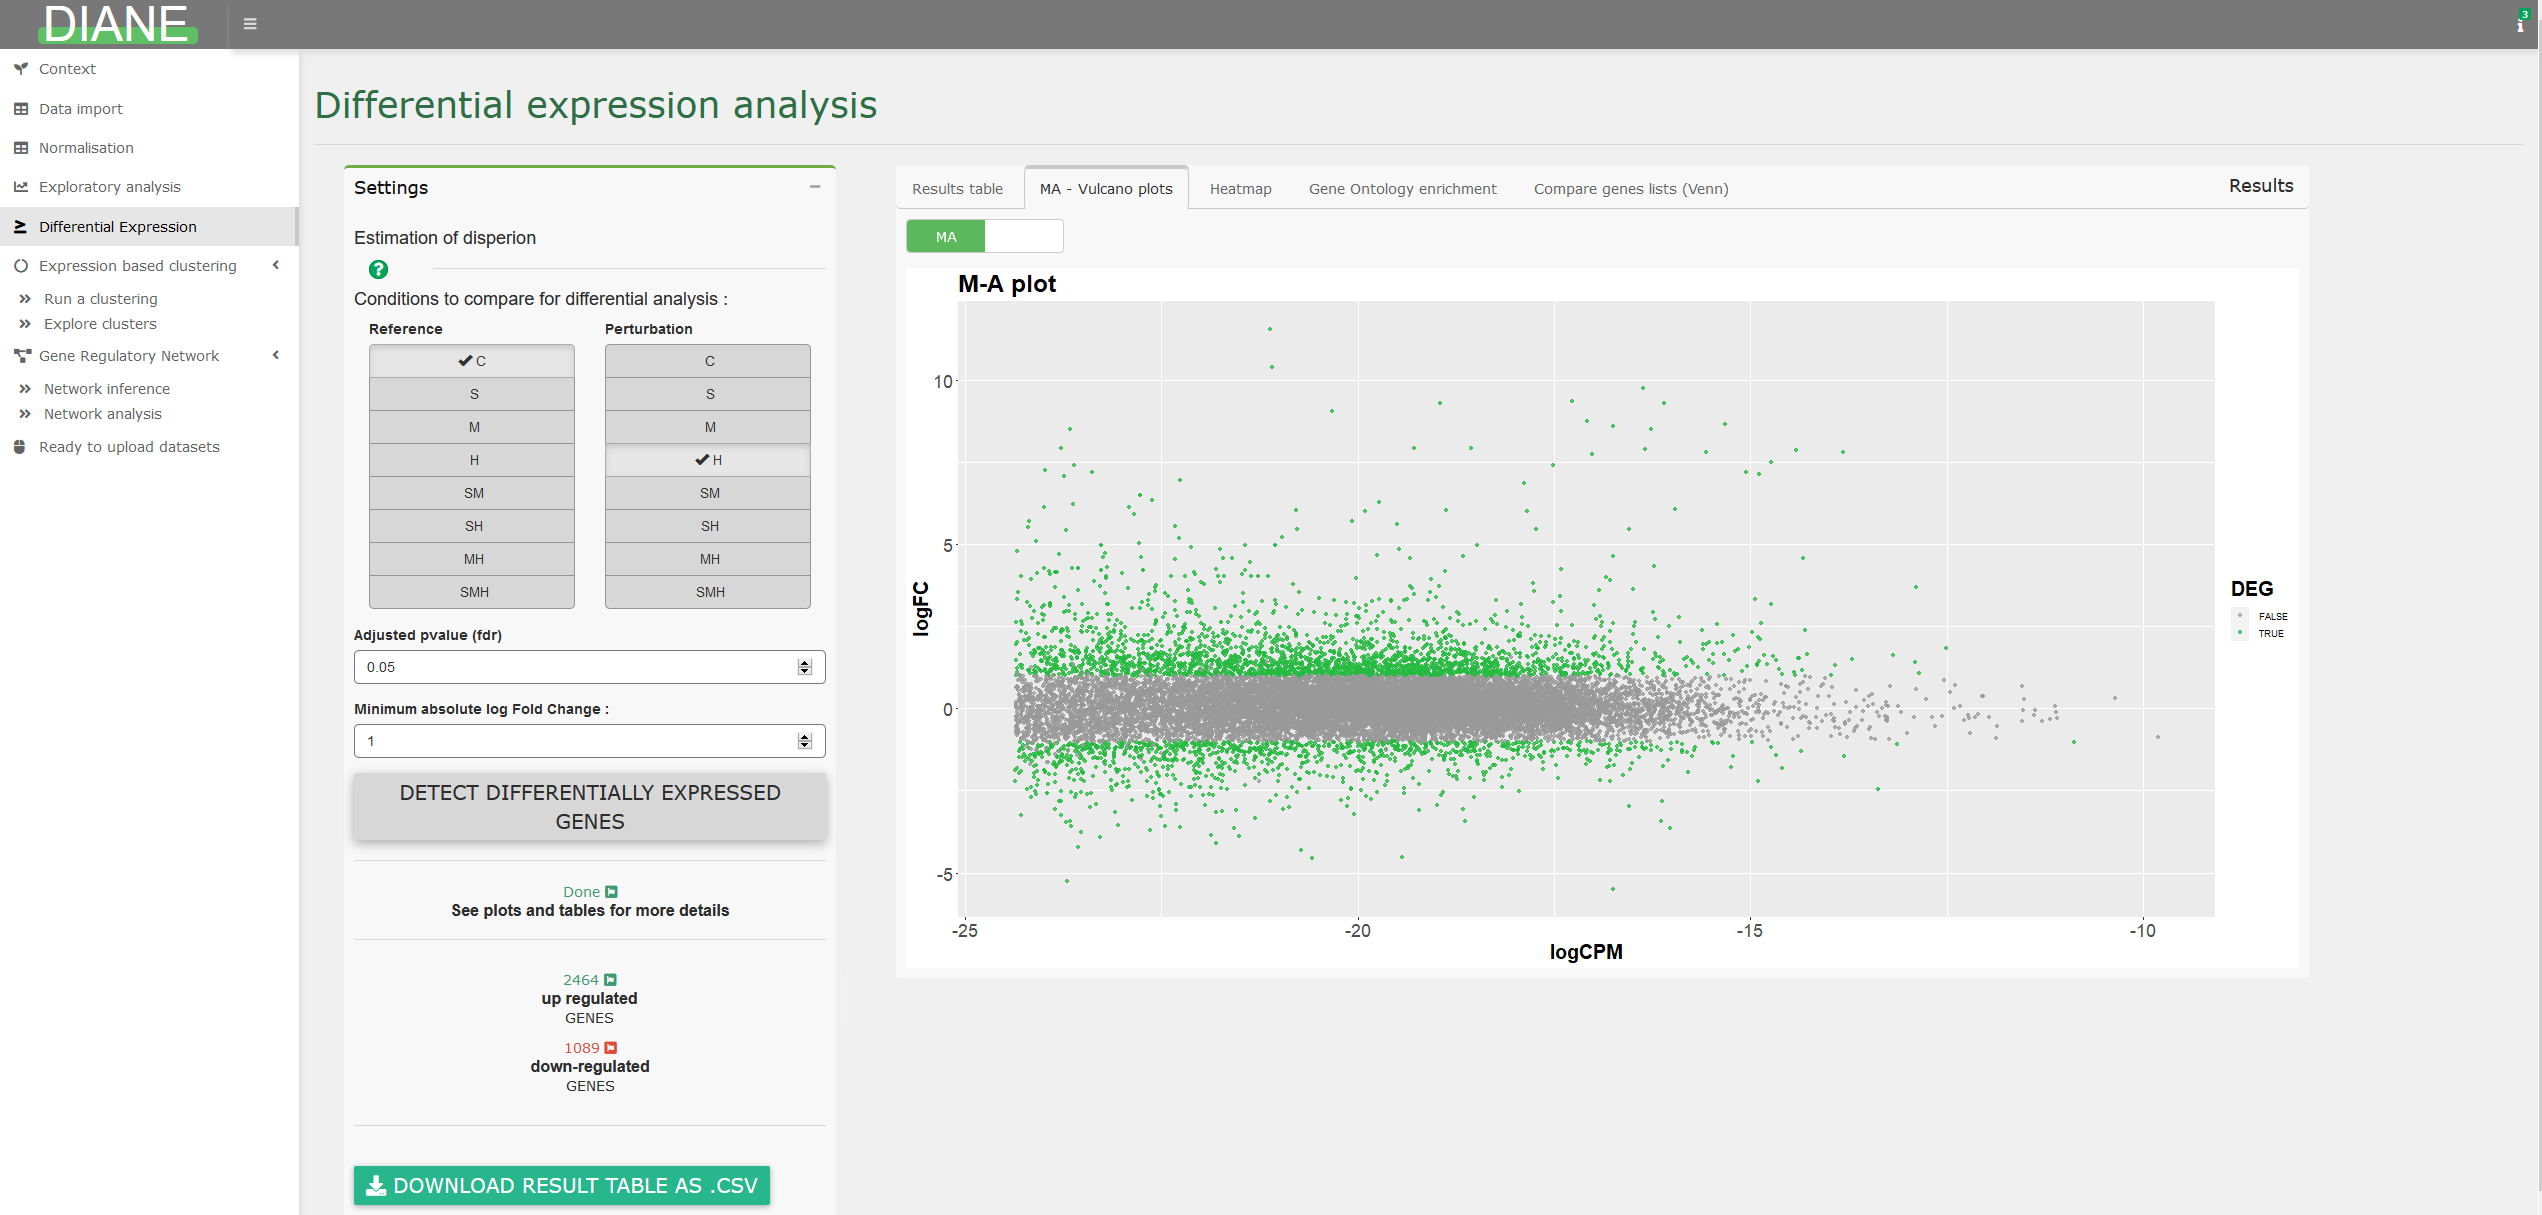 DIANE
3
Context
Data import
Normalisation
Exploratory analysis
Differential Expression
Expression based clustering
Run a clustering
Explore clusters
Gene Regulatory Network
Network inference
Network analysis
Ready to upload datasets
Differential expression analysis
Settings
Estimation of disperion
Conditions to compare for differential analysis :
Reference
Perturbation
C
S
M
H
SM
SH
MH
SMH
C
S
M
H
SM
SH
MH
SMH
Adjusted pvalue (fdr)
0.05
Minimum absolute log Fold Change :
1
DETECT DIFFERENTIALLY EXPRESSED
GENES
Done
See plots and tables for more details
2464
up regulated
GENES
1089
down-regulated
GENES
DOWNLOAD RESULT TABLE AS .CSV
Results table
MA - Vulcano plots
Heatmap
Gene Ontology enrichment
Compare genes lists (Venn)
Results
MA
M-A plot
10
5
0
-5
logFC
-25
-20
-15
-10
logCPM
DEG
FALSE
TRUE